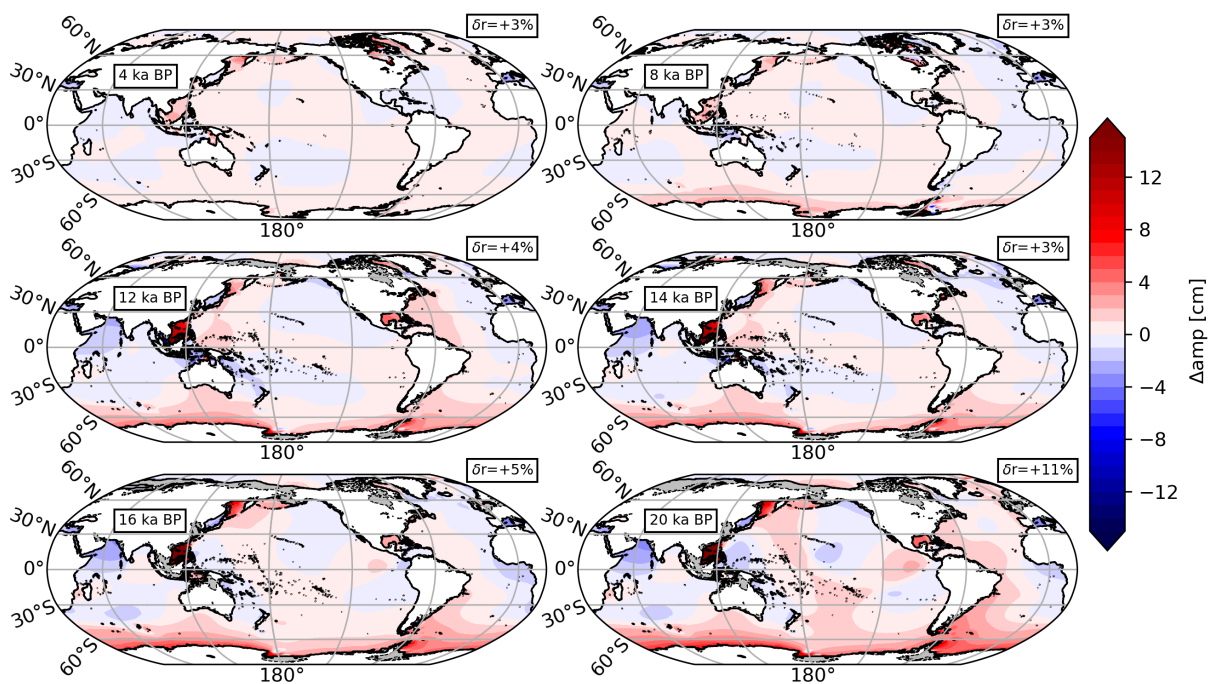 δr=+3%
60°N
4 ka BP
30°N
0°
30°S
60°S
180°
δr=+3%
60°N
8 ka BP
30°N
0°
30°S
60°S
180°
δr=+4%
60°N
12 ka BP
30°N
0°
30°S
60°S
180°
δr=+3%
60°N
14 ka BP
30°N
0°
30°S
60°S
180°
δr=+5%
60°N
16 ka BP
30°N
0°
30°S
60°S
180°
δr=+11%
60°N
20 ka BP
30°N
0°
30°S
60°S
180°
12
8
4
0
−4
−8
−12
Δamp [cm]